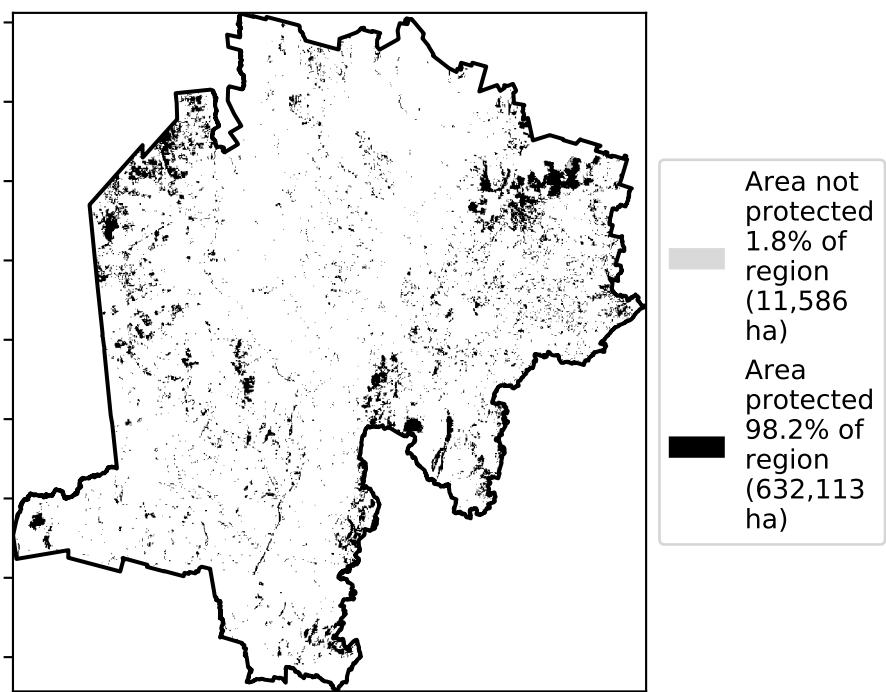 Area not
protected
1.8% of
region
(11,586
ha)
Area
protected
98.2% of
region
(632,113
ha)